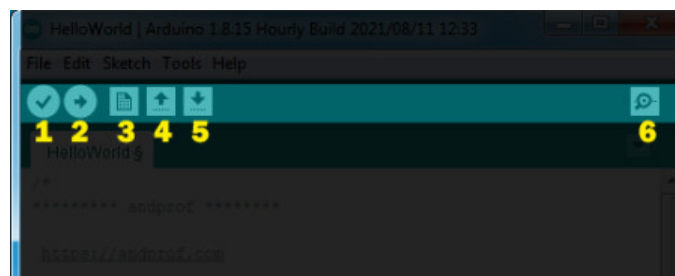 HelloWorld | Arduino 1.8.15 Hourly Build 2021/08/11 12:33
File Edit Sketch Tools Help
1 2 3 4 5 6
HelloWorld §
/*
********* andprof ********
https://andprof.com